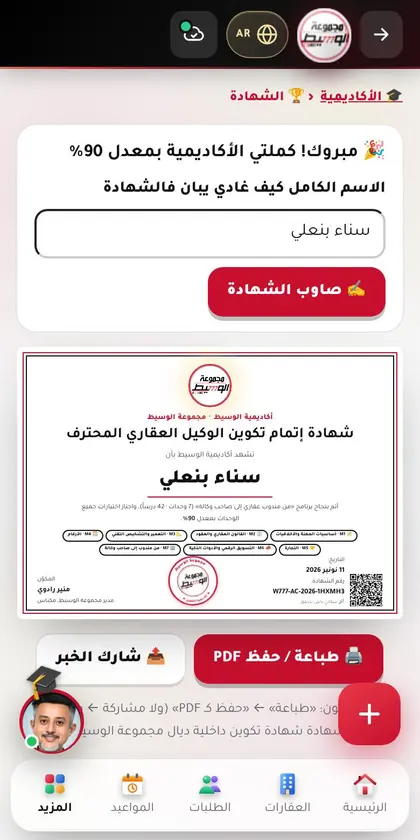 AR
مجموعة
الوسيط
🎓 الأكاديمية › 🏆 الشهادة
🎉 مبروك! كملتي الأكاديمية بمعدل 90%
الاسم الكامل كيف غادي يبان فالشهادة
سناء بنعلي
✍️ صاوب الشهادة
مجموعة
الوسيط
أكاديمية الوسيط · مجموعة الوسيط
شهادة إتمام تكوين الوكيل العقاري المحترف
تشهد أكاديمية الوسيط بأن
سناء بنعلي
أتم بنجاح برنامج «من مندوب عقاري إلى صاحب وكالة» (7 وحدات · 42 درساً)، واجتاز اختبارات جميع
الوحدات بمعدل 90%.
M1 · أساسيات المهنة والأخلاقيات
M2 · القانون العقاري والعقود
M3 · التعمير والتشخيص التقني
M4 · الأرقام
M5 · التجارة
M6 · التسويق الرقمي والأدوات الذكية
M7 · من مندوب إلى صاحب وكالة
التاريخ:
11 نونبر 2026
رقم الشهادة:
W777-AC-2026-1HXMH3
المكوّن
منير رادوي
مدير مجموعة الوسيط، مكناس
🖨️ طباعة / حفظ PDF
📤 شارك الخبر
ون: «طباعة» ← «حفظ كـ PDF» (ولا مشاركة ←
شهادة تكوين داخلية ديال مجموعة
الرئيسية
العقارات
الطلبات
المواعيد
المزيد